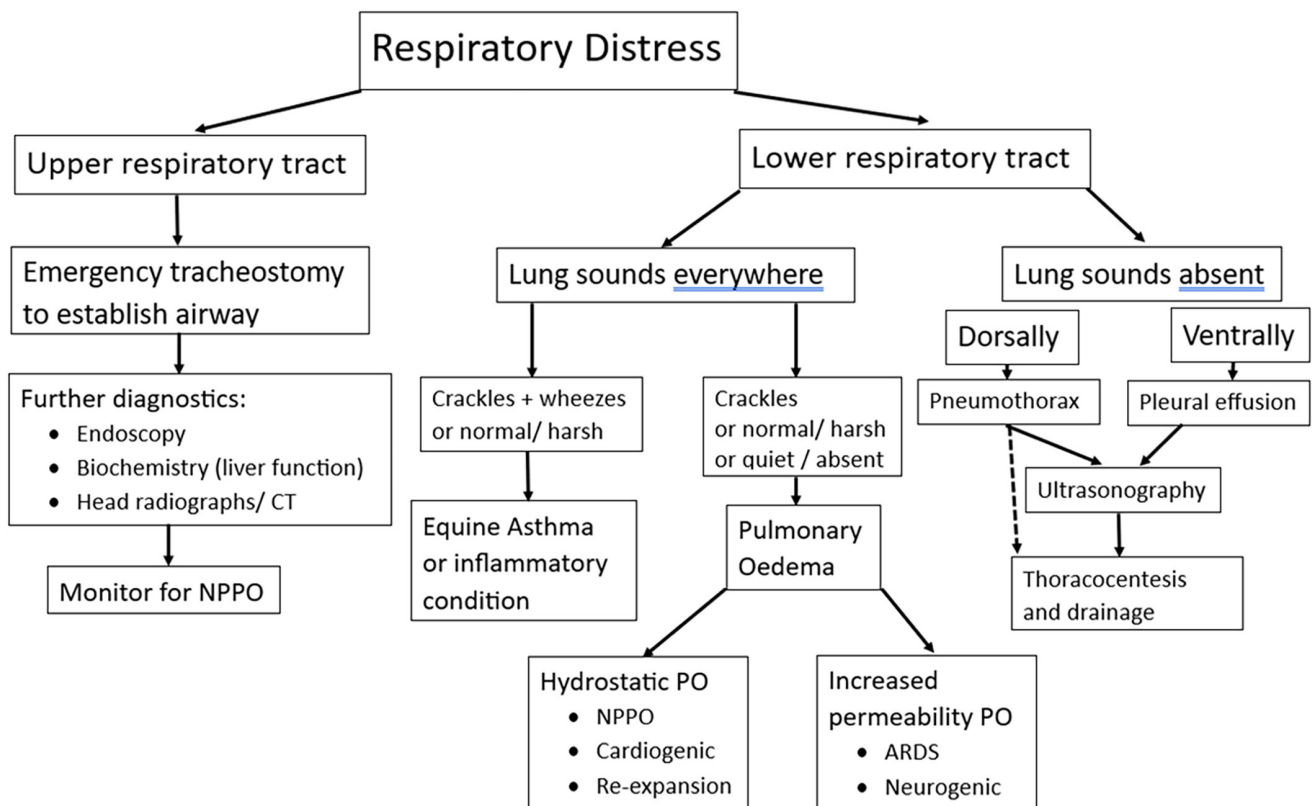 Respiratory Distress
Upper respiratory tract
Lower respiratory tract
Emergency tracheostomy
to establish airway
Lung sounds everywhere
Lung sounds absent
Dorsally
Ventrally
Further diagnostics:
• Endoscopy
• Biochemistry (liver function)
• Head radiographs/ CT
Crackles + wheezes
or normal/ harsh
Crackles
or normal/ harsh
or quiet / absent
Pneumothorax
Pleural effusion
Ultrasonography
Equine Asthma
or inflammatory
condition
Pulmonary
Oedema
Thoracocentesis
and drainage
Monitor for NPPO
Hydrostatic PO
• NPPO
• Cardiogenic
• Re-expansion
Increased
permeability PO
• ARDS
• Neurogenic